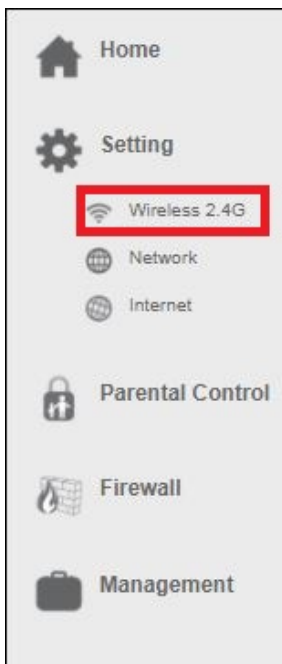 Home
Setting
Wireless 2.4G
Network
Internet
Parental Control
Firewall
Management